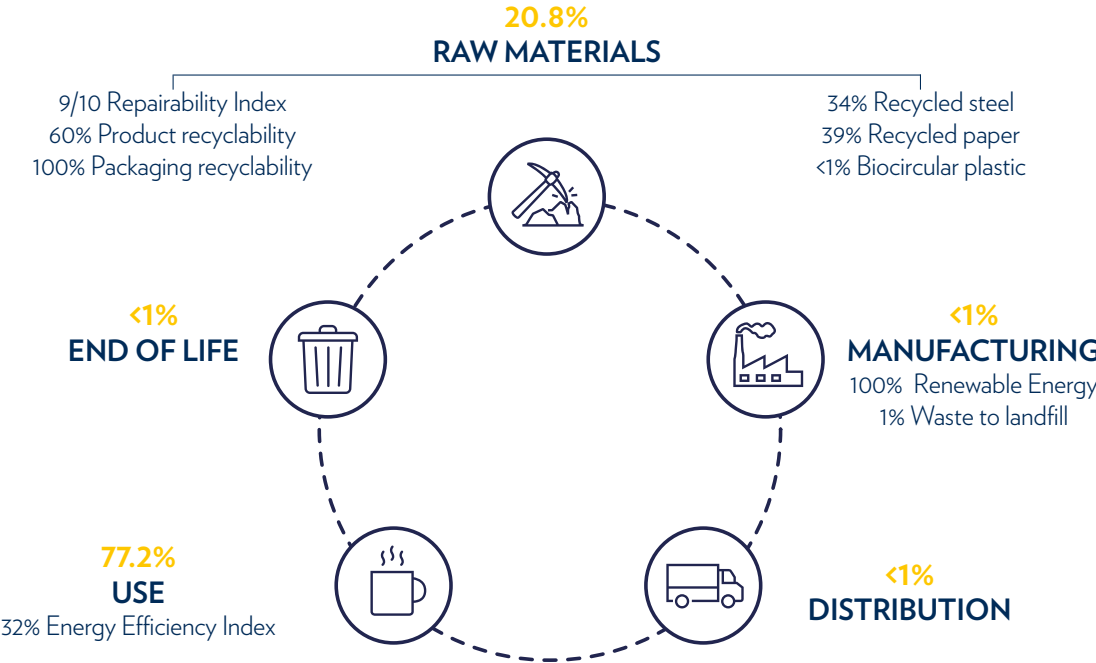 20.8%
RAW MATERIALS
9/10 Repairability Index
60% Product recyclability
100% Packaging recyclability
34% Recycled steel
39% Recycled paper
<1% Biocircular plastic
<1%
END OF LIFE
<1%
MANUFACTURING
100% Renewable Energy
1% Waste to landfill
77.2%
USE
32% Energy Efficiency Index
<1%
DISTRIBUTION